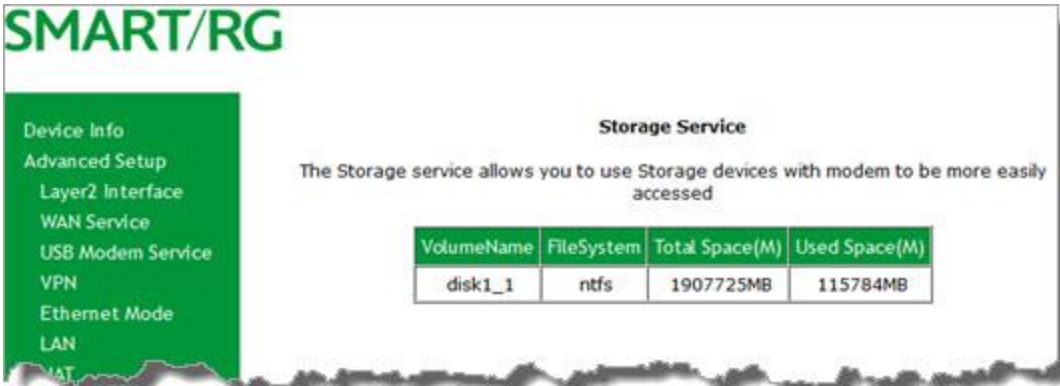 SMART/RG
Device Info
Advanced Setup
Layer2 Interface
WAN Service
USB Modem Service
VPN
Ethernet Mode
LAN
NAT
Storage Service
The Storage service allows you to use Storage devices with modem to be more easily
accessed
VolumeName FileSystem Total Space(M) Used Space(M)
disk1_1 ntfs 1907725MB 115784MB